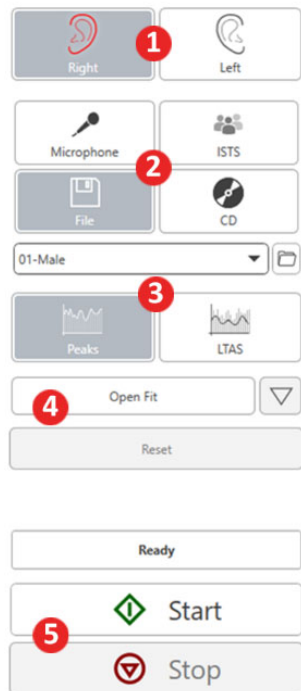 1
Right Left
Microphone ISTS
2
File CD
01-Male
3
Peaks LTAS
4 Open Fit
Reset
Ready
Start
5
Stop